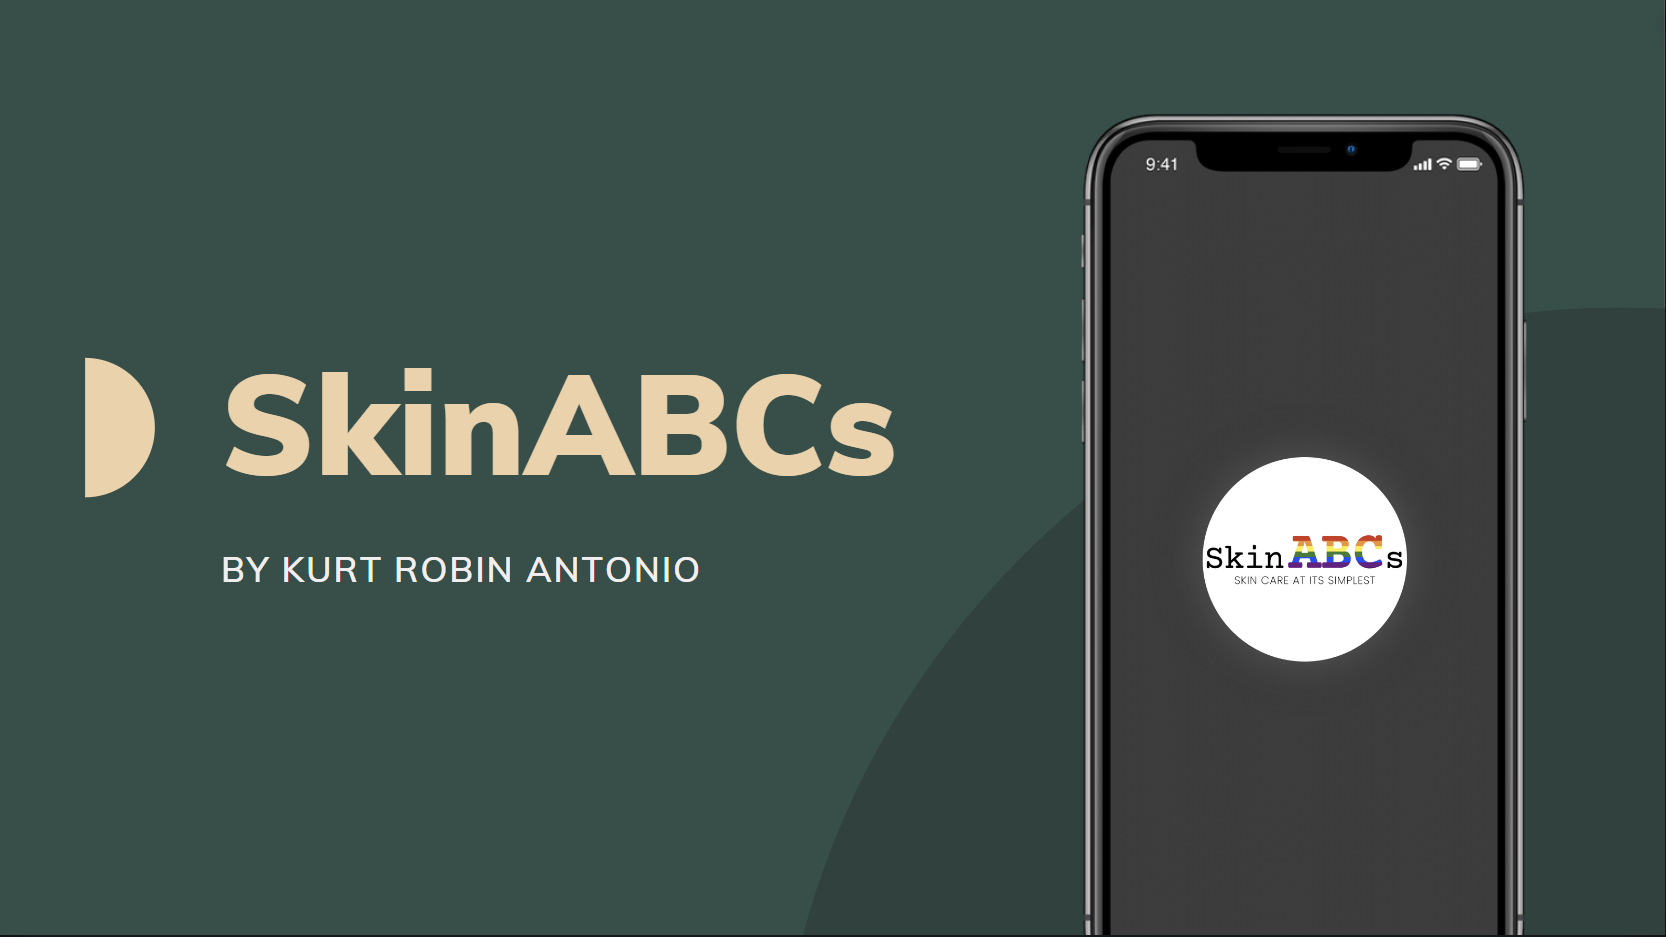 SkinABCs
BY KURT ROBIN ANTONIO
9:41
SkinABCs
SKIN CARE AT ITS SIMPLEST